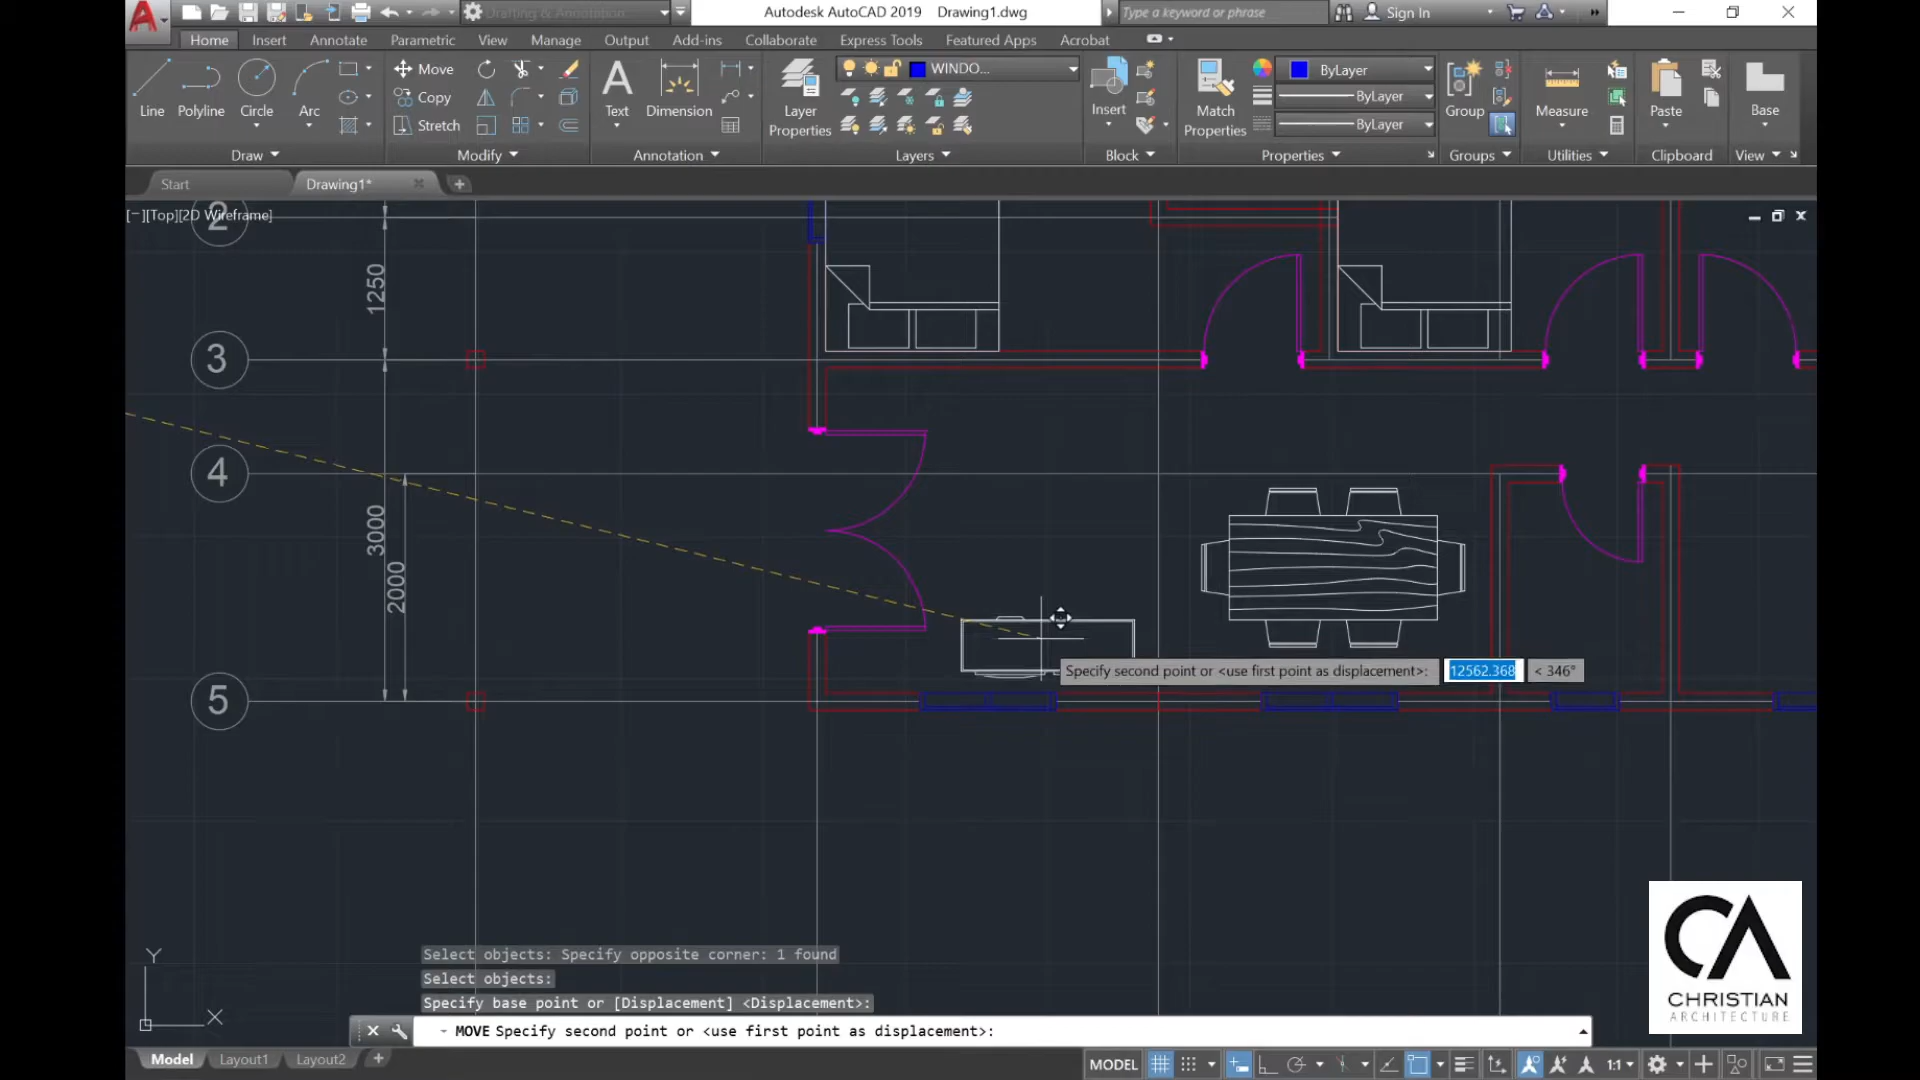 Drafting & Annotation
Autodesk AutoCAD 2019 Drawing1.dwg
Type a keyword or phrase
Sign In
Home Insert Annotate Parametric View Manage Output Add-ins Collaborate Express Tools Featured Apps Acrobat
Line Polyline Circle Arc
Move
Copy
Stretch
Text Dimension
Layer Properties
WINDO...
Insert
Match Properties
ByLayer
ByLayer
ByLayer
Group
Measure
Paste
Base
Draw Modify Annotation Layers Block Properties Groups Utilities Clipboard View
Start Drawing1*
[−][Top][2D Wireframe]
2
1250
3
4
3000
2000
5
Specify second point or <use first point as displacement>: 12562.368 < 346°
Select objects: Specify opposite corner: 1 found
Select objects:
Specify base point or [Displacement] <Displacement>:
MOVE Specify second point or <use first point as displacement>:
Y
X
CA
CHRISTIAN
ARCHITECTURE
Model Layout1 Layout2
MODEL
1:1